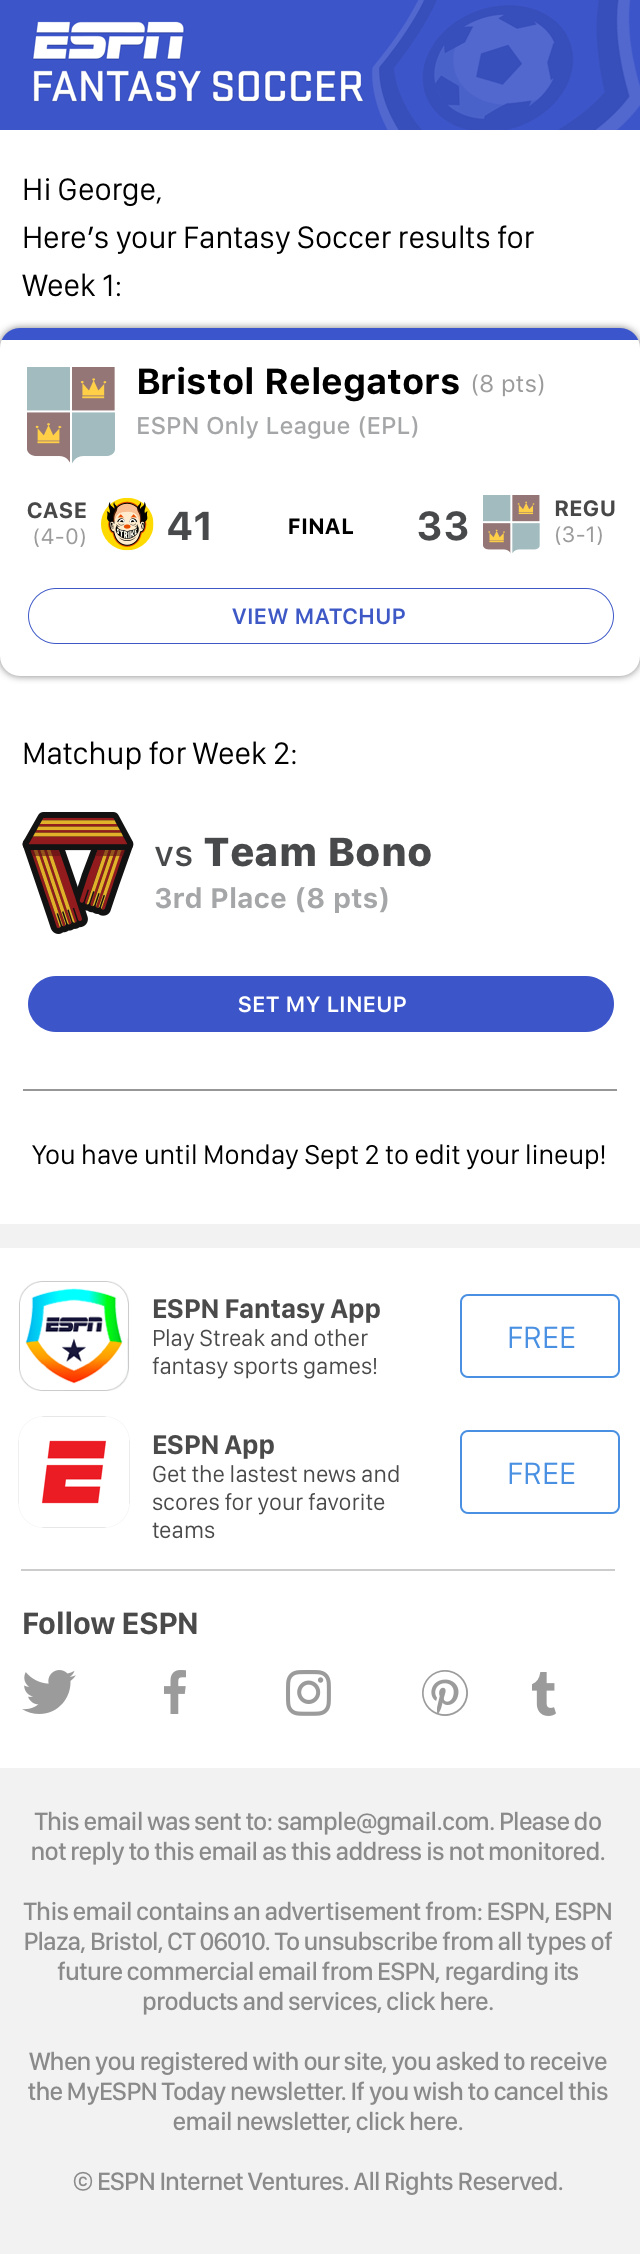 ESPN
FANTASY SOCCER
Hi George,
Here’s your Fantasy Soccer results for
Week 1:
Bristol Relegators (8 pts)
ESPN Only League (EPL)
CASE
(4-0)
STRIKE
41
FINAL
33
REGU
(3-1)
VIEW MATCHUP
Matchup for Week 2:
vs Team Bono
3rd Place (8 pts)
SET MY LINEUP
You have until Monday Sept 2 to edit your lineup!
ESPN
ESPN Fantasy App
Play Streak and other
fantasy sports games!
FREE
E
ESPN App
Get the lastest news and
scores for your favorite
teams
FREE
Follow ESPN
This email was sent to: sample@gmail.com. Please do
not reply to this email as this address is not monitored.
This email contains an advertisement from: ESPN, ESPN
Plaza, Bristol, CT 06010. To unsubscribe from all types of
future commercial email from ESPN, regarding its
products and services, click here.
When you registered with our site, you asked to receive
the MyESPN Today newsletter. If you wish to cancel this
email newsletter, click here.
© ESPN Internet Ventures. All Rights Reserved.